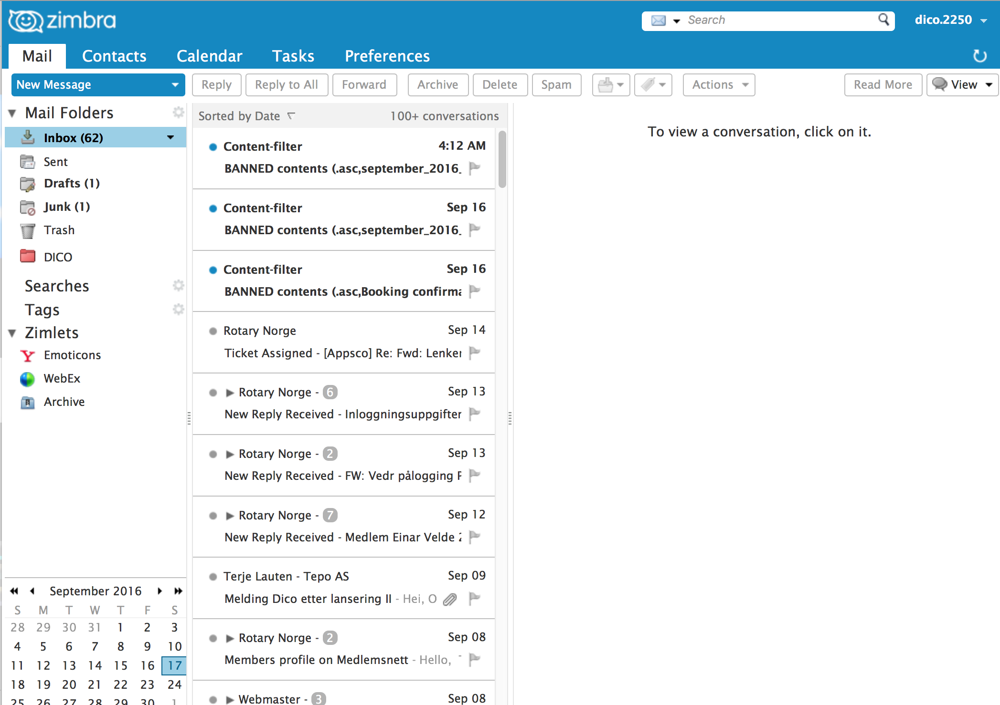 zimbra
Search
dico.2250
Mail Contacts Calendar Tasks Preferences
New Message
Reply Reply to All Forward Archive Delete Spam Actions Read More View
Mail Folders
Inbox (62)
Sent
Drafts (1)
Junk (1)
Trash
DICO
Searches
Tags
Zimlets
Emoticons
WebEx
Archive
September 2016
S M T W T F S
28 29 30 31 1 2 3
4 5 6 7 8 9 10
11 12 13 14 15 16 17
18 19 20 21 22 23 24
25 26 27 28 29 30 1
Sorted by Date 100+ conversations
Content-filter 4:12 AM
BANNED contents (.asc,september_2016_
Content-filter Sep 16
BANNED contents (.asc,september_2016_
Content-filter Sep 16
BANNED contents (.asc,Booking confirma
Rotary Norge Sep 14
Ticket Assigned - [Appsco] Re: Fwd: Lenker
Rotary Norge - 6 Sep 13
New Reply Received - Inloggningsuppgifter
Rotary Norge - 2 Sep 13
New Reply Received - FW: Vedr pålogging
Rotary Norge - 7 Sep 12
New Reply Received - Medlem Einar Velde
Terje Lauten - Tepo AS Sep 09
Melding Dico etter lansering II - Hei, O
Rotary Norge - 2 Sep 08
Members profile on Medlemsnett - Hello,
Webmaster - 3 Sep 08
To view a conversation, click on it.